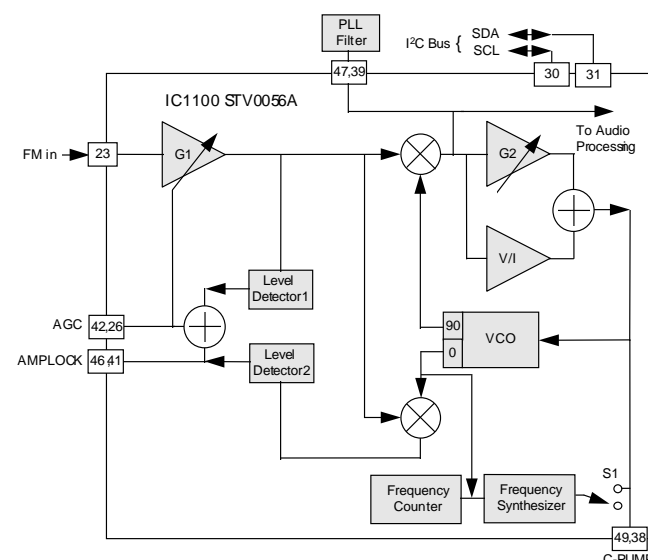 PLL
Filter
I²C Bus {
SDA
SCL
47,39
30
31
IC1100 STV0056A
To Audio
Processing
FM in
23
G1
G2
V/I
Level
Detector1
AGC
42,26
AMPLOCK
46,41
Level
Detector2
90
0
VCO
Frequency
Counter
Frequency
Synthesizer
S1
49,38
C-PUMP